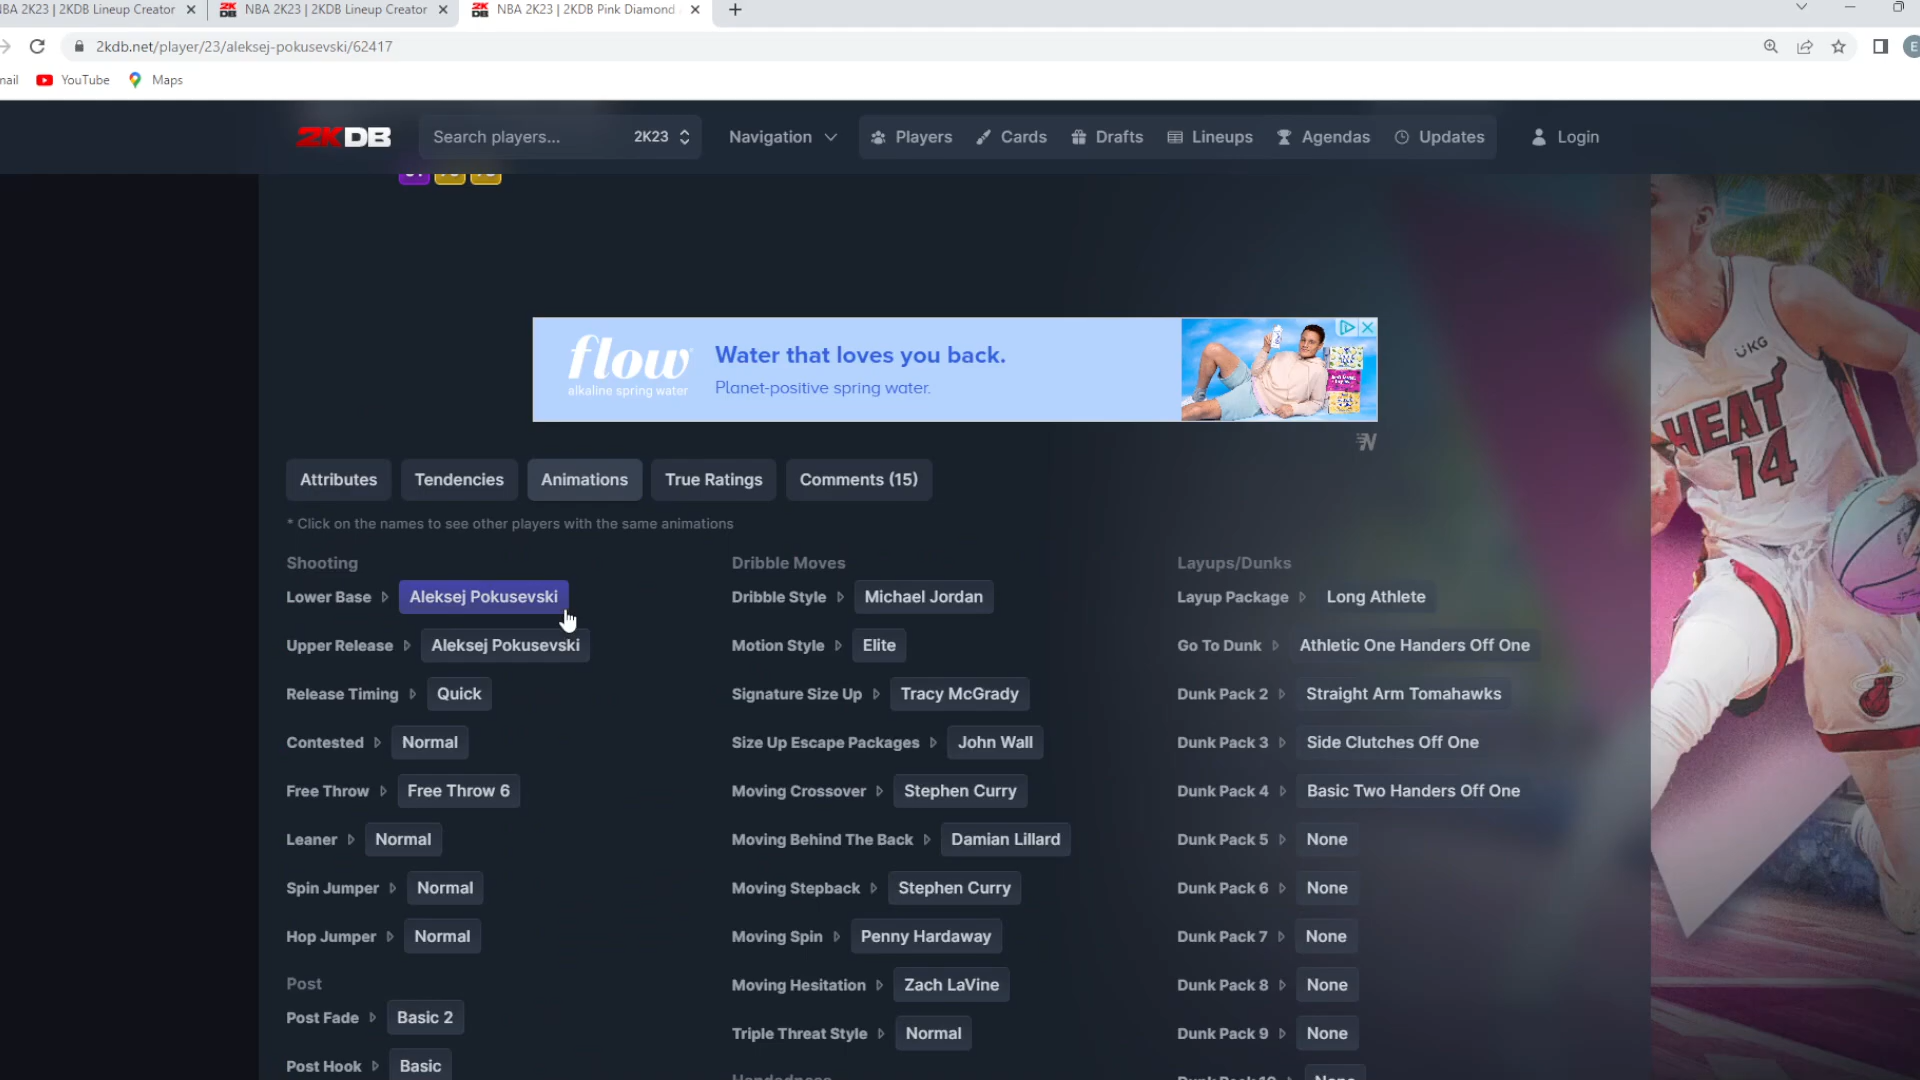 BA 2K23 | 2KDB Lineup Creator
NBA 2K23 | 2KDB Lineup Creator
NBA 2K23 | 2KDB Pink Diamond
2kdb.net/player/23/aleksej-pokusevski/62417
E
mail
YouTube
Maps
2KDB
Search players...
2K23
Navigation
Players
Cards
Drafts
Lineups
Agendas
Updates
Login
flow
alkaline spring water
Water that loves you back.
Planet-positive spring water.
UKG
HEAT
14
Attributes
Tendencies
Animations
True Ratings
Comments (15)
* Click on the names to see other players with the same animations
Shooting
Lower Base Aleksej Pokusevski
Upper Release Aleksej Pokusevski
Release Timing Quick
Contested Normal
Free Throw Free Throw 6
Leaner Normal
Spin Jumper Normal
Hop Jumper Normal
Post
Post Fade Basic 2
Post Hook Basic
Dribble Moves
Dribble Style Michael Jordan
Motion Style Elite
Signature Size Up Tracy McGrady
Size Up Escape Packages John Wall
Moving Crossover Stephen Curry
Moving Behind The Back Damian Lillard
Moving Stepback Stephen Curry
Moving Spin Penny Hardaway
Moving Hesitation Zach LaVine
Triple Threat Style Normal
Layups/Dunks
Layup Package Long Athlete
Go To Dunk Athletic One Handers Off One
Dunk Pack 2 Straight Arm Tomahawks
Dunk Pack 3 Side Clutches Off One
Dunk Pack 4 Basic Two Handers Off One
Dunk Pack 5 None
Dunk Pack 6 None
Dunk Pack 7 None
Dunk Pack 8 None
Dunk Pack 9 None